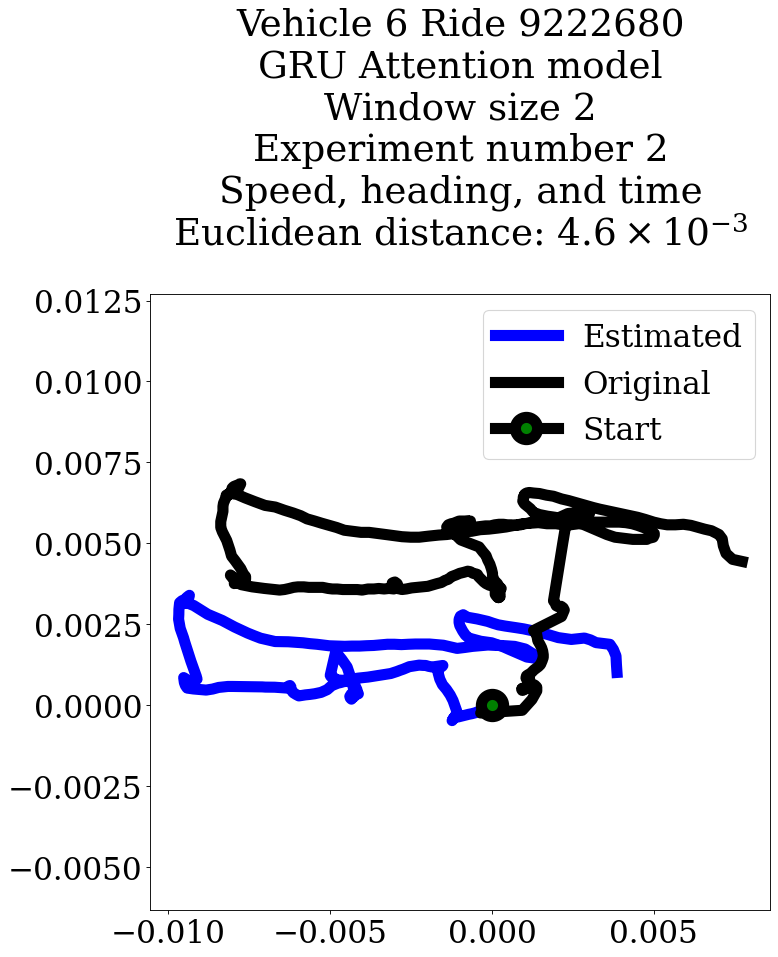 Vehicle 6 Ride 9222680
GRU Attention model
Window size 2
Experiment number 2
Speed, heading, and time
Euclidean distance: 4.6 × 10⁻³
0.0125
0.0100
0.0075
0.0050
0.0025
0.0000
−0.0025
−0.0050
Estimated
Original
Start
−0.010
−0.005
0.000
0.005